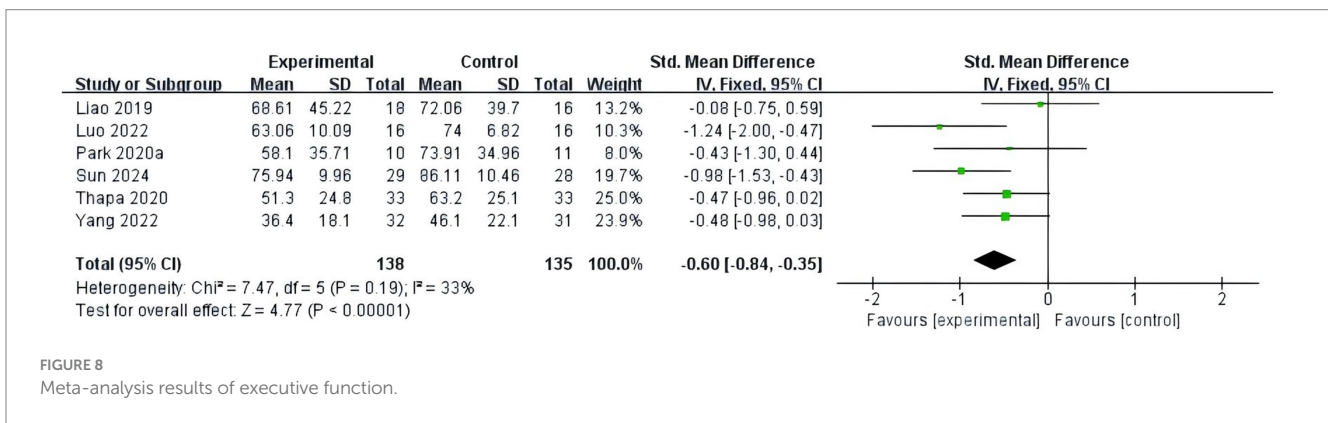 Experimental Control Std. Mean Difference Std. Mean Difference
Study or Subgroup Mean SD Total Mean SD Total Weight IV, Fixed, 95% CI IV, Fixed, 95% CI
Liao 2019 68.61 45.22 18 72.06 39.7 16 13.2% -0.08 [-0.75, 0.59]
Luo 2022 63.06 10.09 16 74 6.82 16 10.3% -1.24 [-2.00, -0.47]
Park 2020a 58.1 35.71 10 73.91 34.96 11 8.0% -0.43 [-1.30, 0.44]
Sun 2024 75.94 9.96 29 86.11 10.46 28 19.7% -0.98 [-1.53, -0.43]
Thapa 2020 51.3 24.8 33 63.2 25.1 33 25.0% -0.47 [-0.96, 0.02]
Yang 2022 36.4 18.1 32 46.1 22.1 31 23.9% -0.48 [-0.98, 0.03]
Total (95% CI) 138 135 100.0% -0.60 [-0.84, -0.35]
Heterogeneity: Chi² = 7.47, df = 5 (P = 0.19); I² = 33%
Test for overall effect: Z = 4.77 (P < 0.00001)
-2 -1 0 1 2
Favours [experimental] Favours [control]
FIGURE 8
Meta-analysis results of executive function.